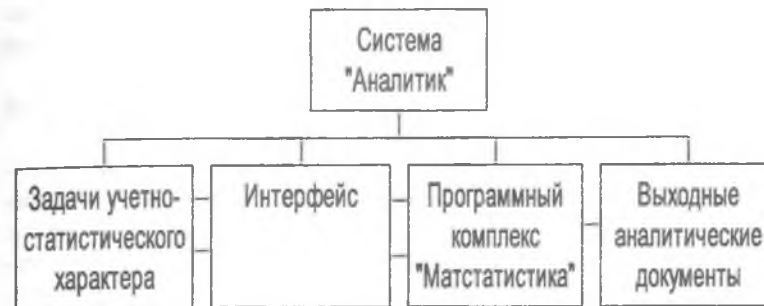 Система
"Аналитик"
Задачи учетно-
статистического
характера
Интерфейс
Программный
комплекс
"Матстатистика"
Выходные
аналитические
документы